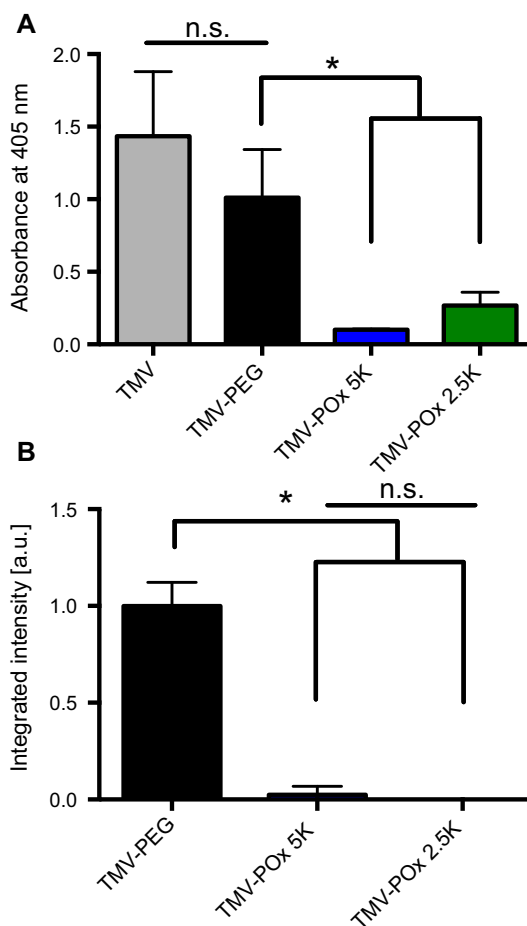 A
n.s.
*
Absorbance at 405 nm
2.0
1.5
1.0
0.5
0.0
TMV
TMV-PEG
TMV-POx 5K
TMV-POx 2.5K
B
n.s.
*
Integrated intensity [a.u.]
1.5
1.0
0.5
0.0
TMV-PEG
TMV-POx 5K
TMV-POx 2.5K